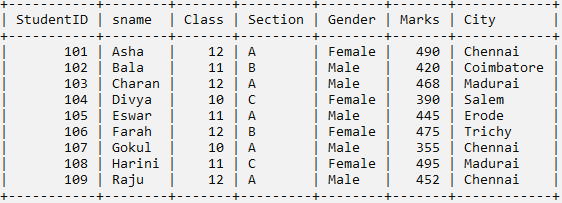 +-----------+---------+-------+---------+--------+-------+------------+
| StudentID | sname   | Class | Section | Gender | Marks | City       |
+-----------+---------+-------+---------+--------+-------+------------+
|       101 | Asha    |    12 | A       | Female |   490 | Chennai    |
|       102 | Bala    |    11 | B       | Male   |   420 | Coimbatore |
|       103 | Charan  |    12 | A       | Male   |   468 | Madurai    |
|       104 | Divya   |    10 | C       | Female |   390 | Salem      |
|       105 | Eswar   |    11 | A       | Male   |   445 | Erode      |
|       106 | Farah   |    12 | B       | Female |   475 | Trichy     |
|       107 | Gokul   |    10 | A       | Male   |   355 | Chennai    |
|       108 | Harini  |    11 | C       | Female |   495 | Madurai    |
|       109 | Raju    |    12 | A       | Male   |   452 | Chennai    |
+-----------+---------+-------+---------+--------+-------+------------+